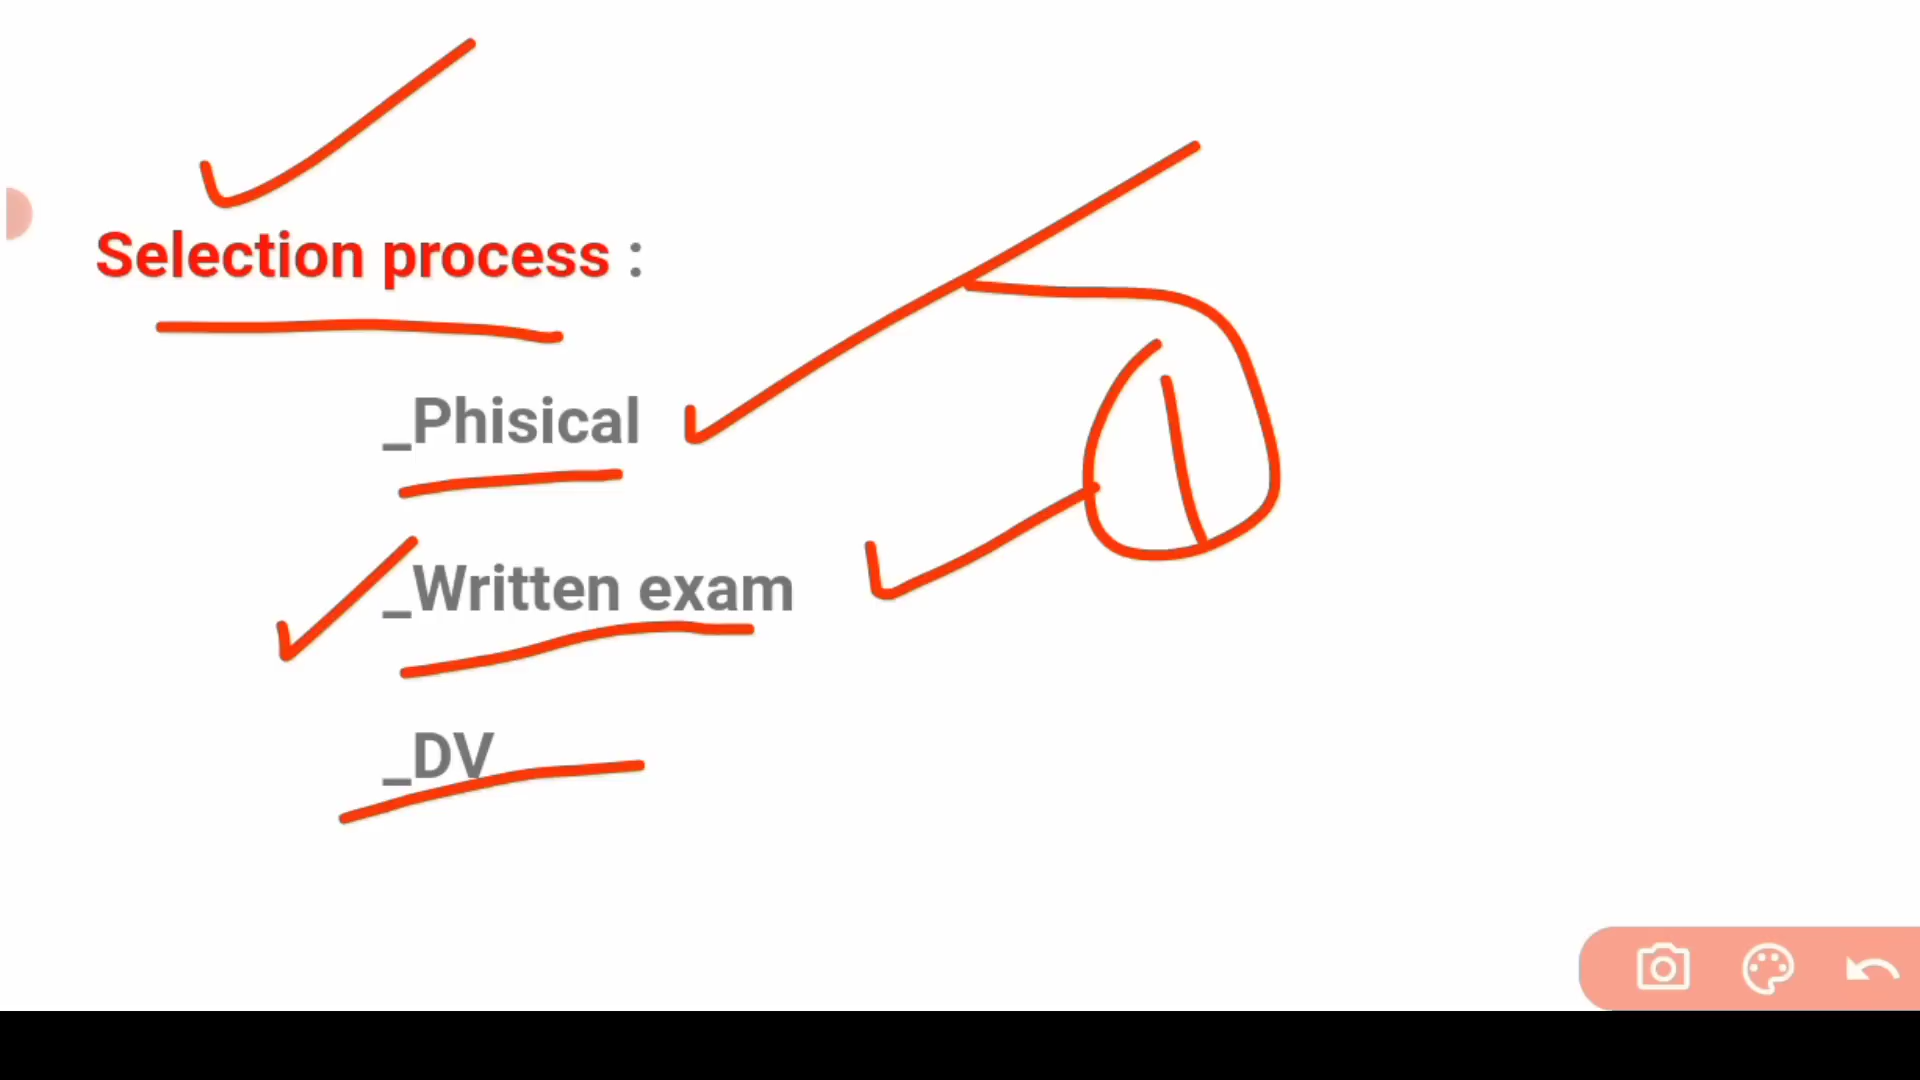 Selection process :
_Phisical
_Written exam
_DV